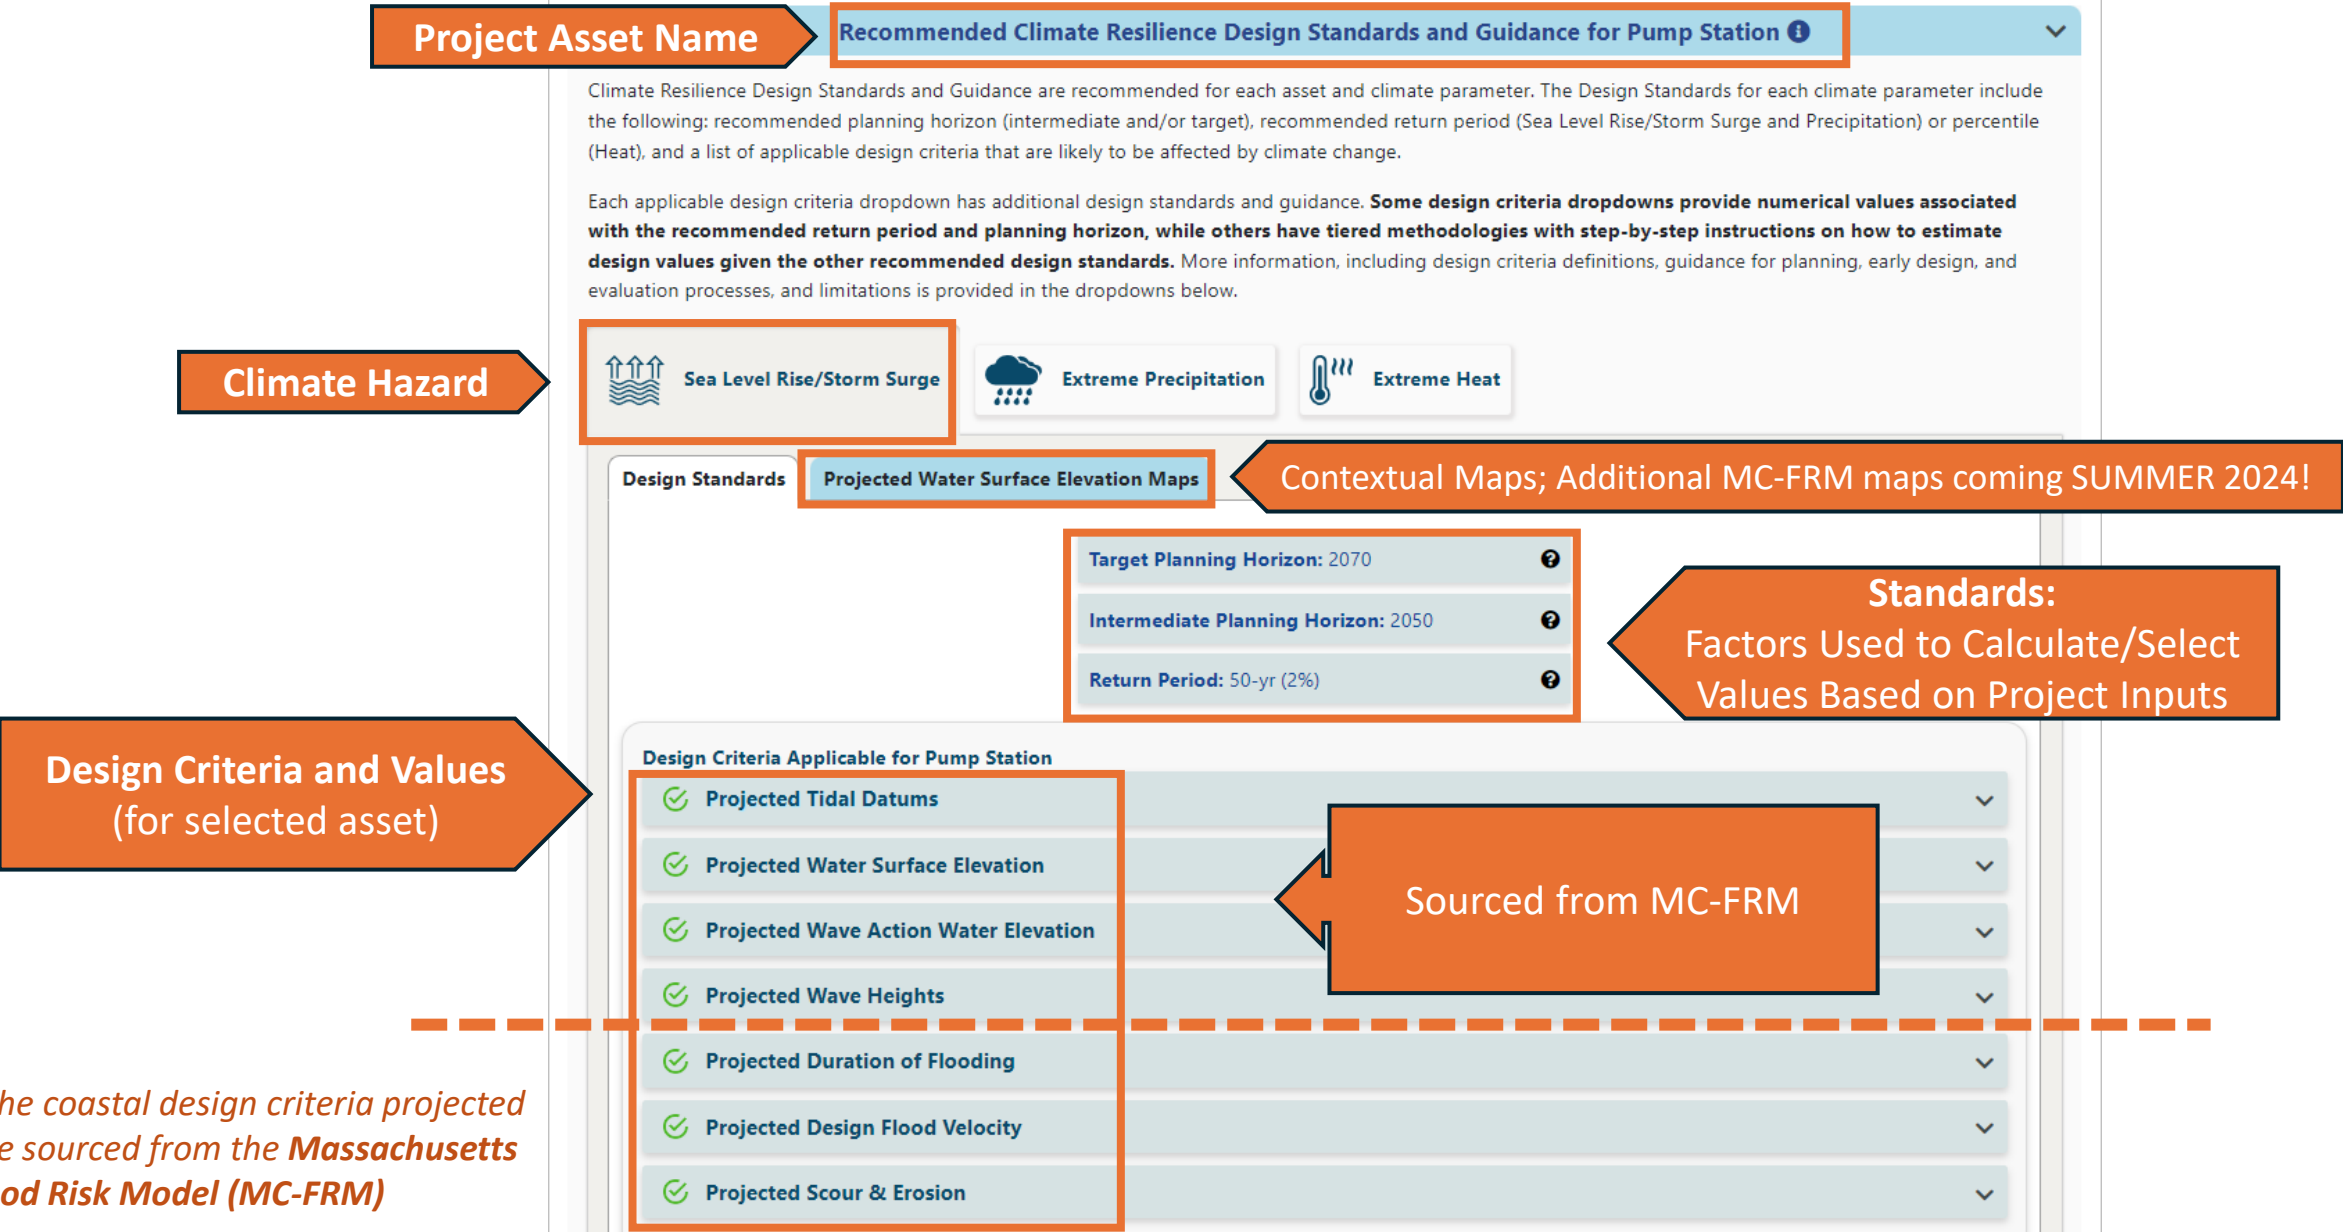 Project Asset Name
Recommended Climate Resilience Design Standards and Guidance for Pump Station
Climate Resilience Design Standards and Guidance are recommended for each asset and climate parameter. The Design Standards for each climate parameter include
the following: recommended planning horizon (intermediate and/or target), recommended return period (Sea Level Rise/Storm Surge and Precipitation) or percentile
(Heat), and a list of applicable design criteria that are likely to be affected by climate change.
Each applicable design criteria dropdown has additional design standards and guidance. Some design criteria dropdowns provide numerical values associated
with the recommended return period and planning horizon, while others have tiered methodologies with step-by-step instructions on how to estimate
design values given the other recommended design standards. More information, including design criteria definitions, guidance for planning, early design, and
evaluation processes, and limitations is provided in the dropdowns below.
Climate Hazard
Sea Level Rise/Storm Surge
Extreme Precipitation
Extreme Heat
Design Standards
Projected Water Surface Elevation Maps
Contextual Maps; Additional MC-FRM maps coming SUMMER 2024!
Target Planning Horizon: 2070
Intermediate Planning Horizon: 2050
Return Period: 50-yr (2%)
Standards:
Factors Used to Calculate/Select
Values Based on Project Inputs
Design Criteria and Values
(for selected asset)
Design Criteria Applicable for Pump Station
Projected Tidal Datums
Projected Water Surface Elevation
Projected Wave Action Water Elevation
Projected Wave Heights
Projected Duration of Flooding
Projected Design Flood Velocity
Projected Scour & Erosion
Sourced from MC-FRM
he coastal design criteria projected
e sourced from the Massachusetts
od Risk Model (MC-FRM)